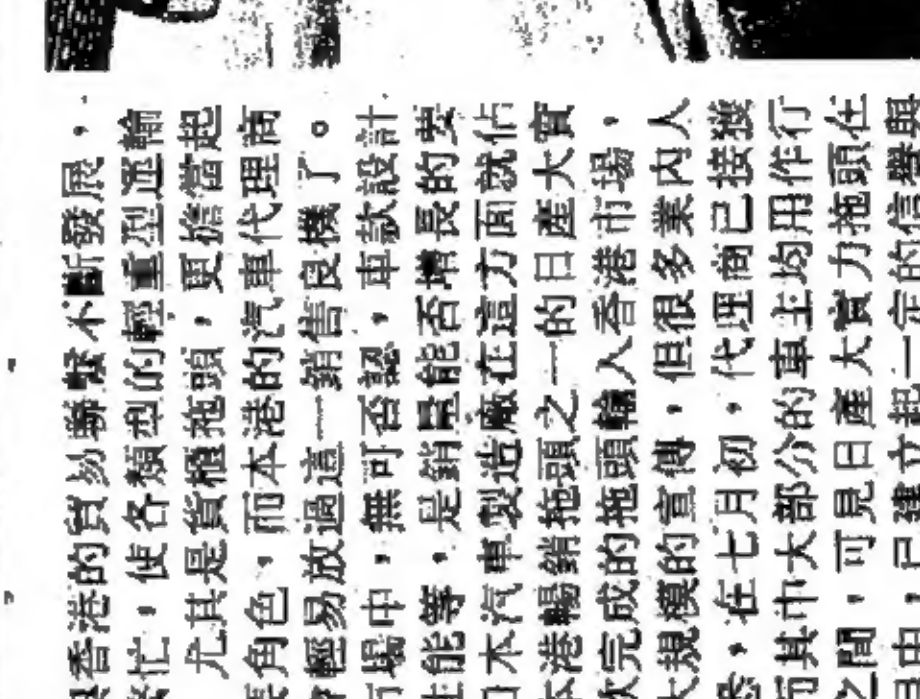 香港的貿易聯繫不斷發展，
忙，使各類型的輕重型運輸
尤其是貨櫃拖頭，更擔當起
角色，而本港的汽車代理商
輕易放過這一銷售良機了。
市場中，無可否認，車款設計
性能等，是銷量能否增長的要
日本汽車製造廠在這方面就佔
本港暢銷拖頭之一的日產大實
次完成的拖頭輸入香港市場，
大規模的宣傳，但很多業內人
悉，在七月初，代理商已接獲
而其中大部分的車主均用作行
之間，可見日產大實力拖頭在
中，已建立起一定的信譽與